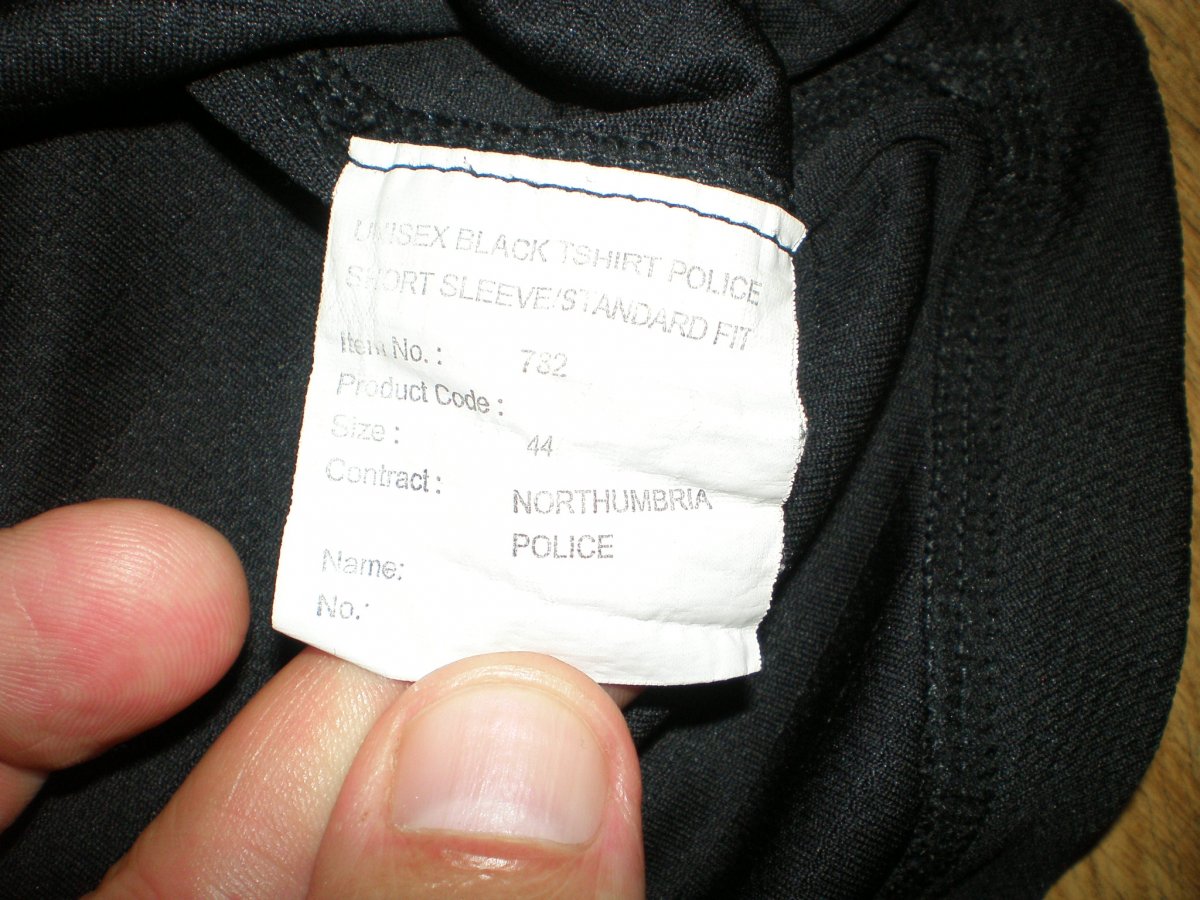 UNISEX BLACK TSHIRT POLICE
SHORT SLEEVE/STANDARD FIT
Item No.: 732
Product Code:
Size: 44
Contract: NORTHUMBRIA
POLICE
Name:
No.: